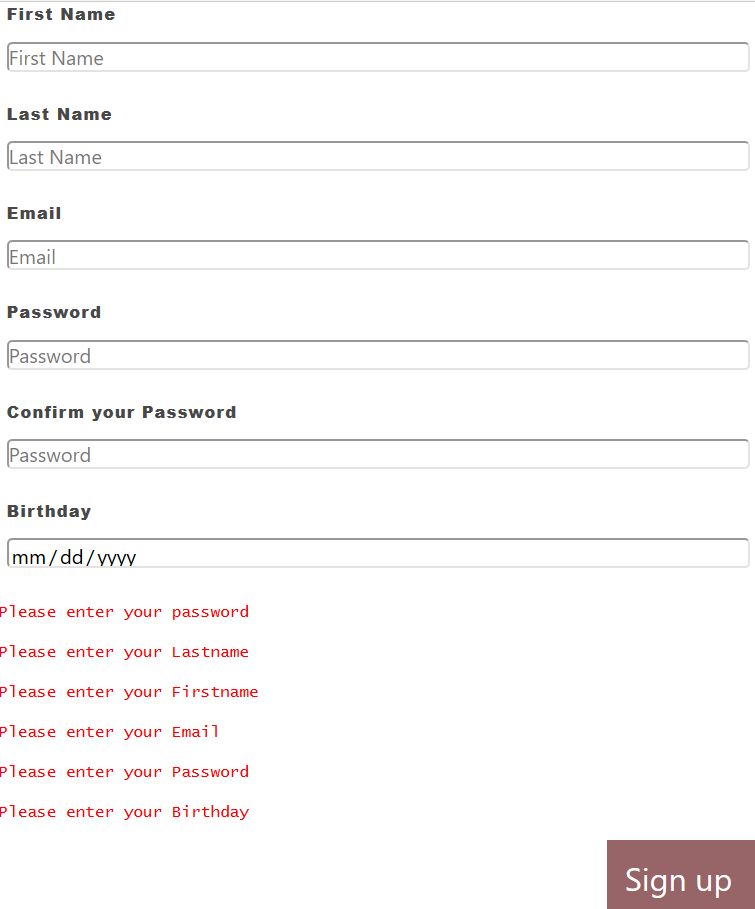 First Name
First Name
Last Name
Last Name
Email
Email
Password
Password
Confirm your Password
Password
Birthday
mm/dd/yyyy
Please enter your password
Please enter your Lastname
Please enter your Firstname
Please enter your Email
Please enter your Password
Please enter your Birthday
Sign up